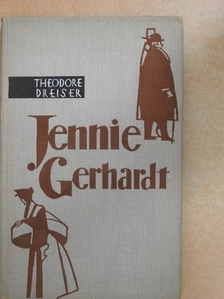 THEODORE
DREISER
Jennie
Gerhardt